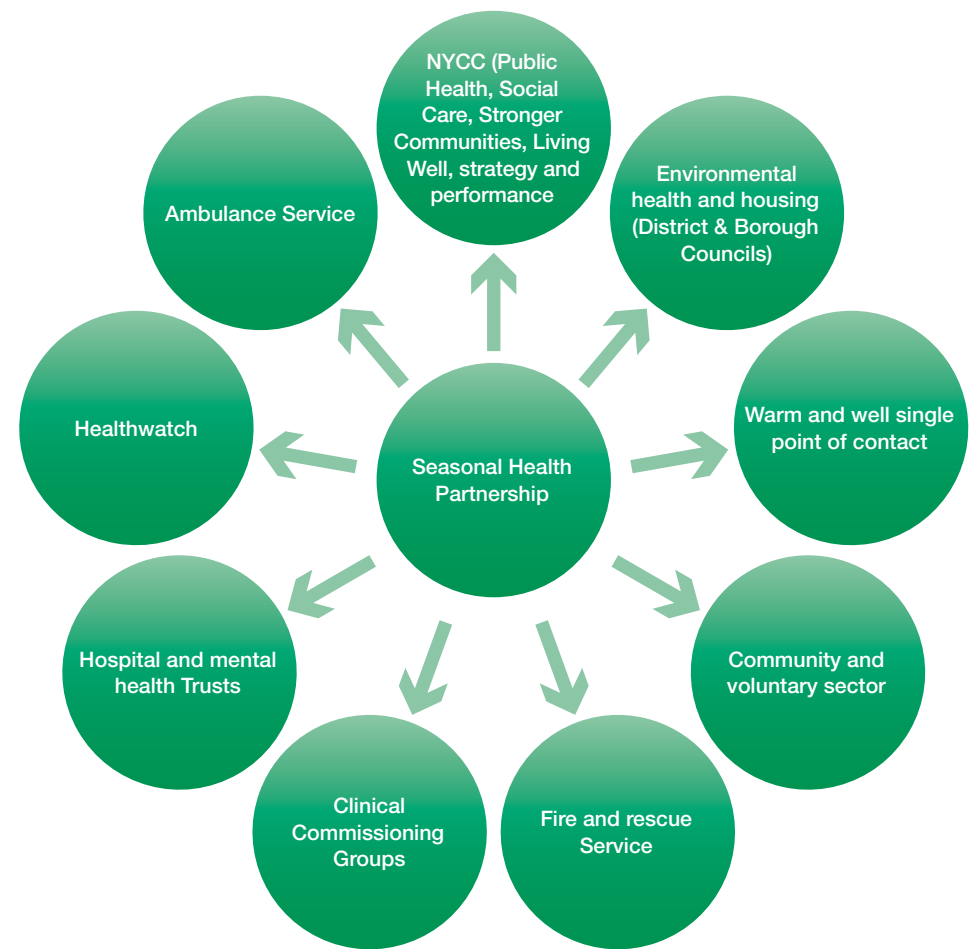 NYCC (Public
Health, Social
Care, Stronger
Communities, Living
Well, strategy and
performance
Environmental
health and housing
(District & Borough
Councils)
Warm and well single
point of contact
Community and
voluntary sector
Fire and rescue
Service
Clinical
Commissioning
Groups
Hospital and mental
health Trusts
Healthwatch
Ambulance Service
Seasonal Health
Partnership